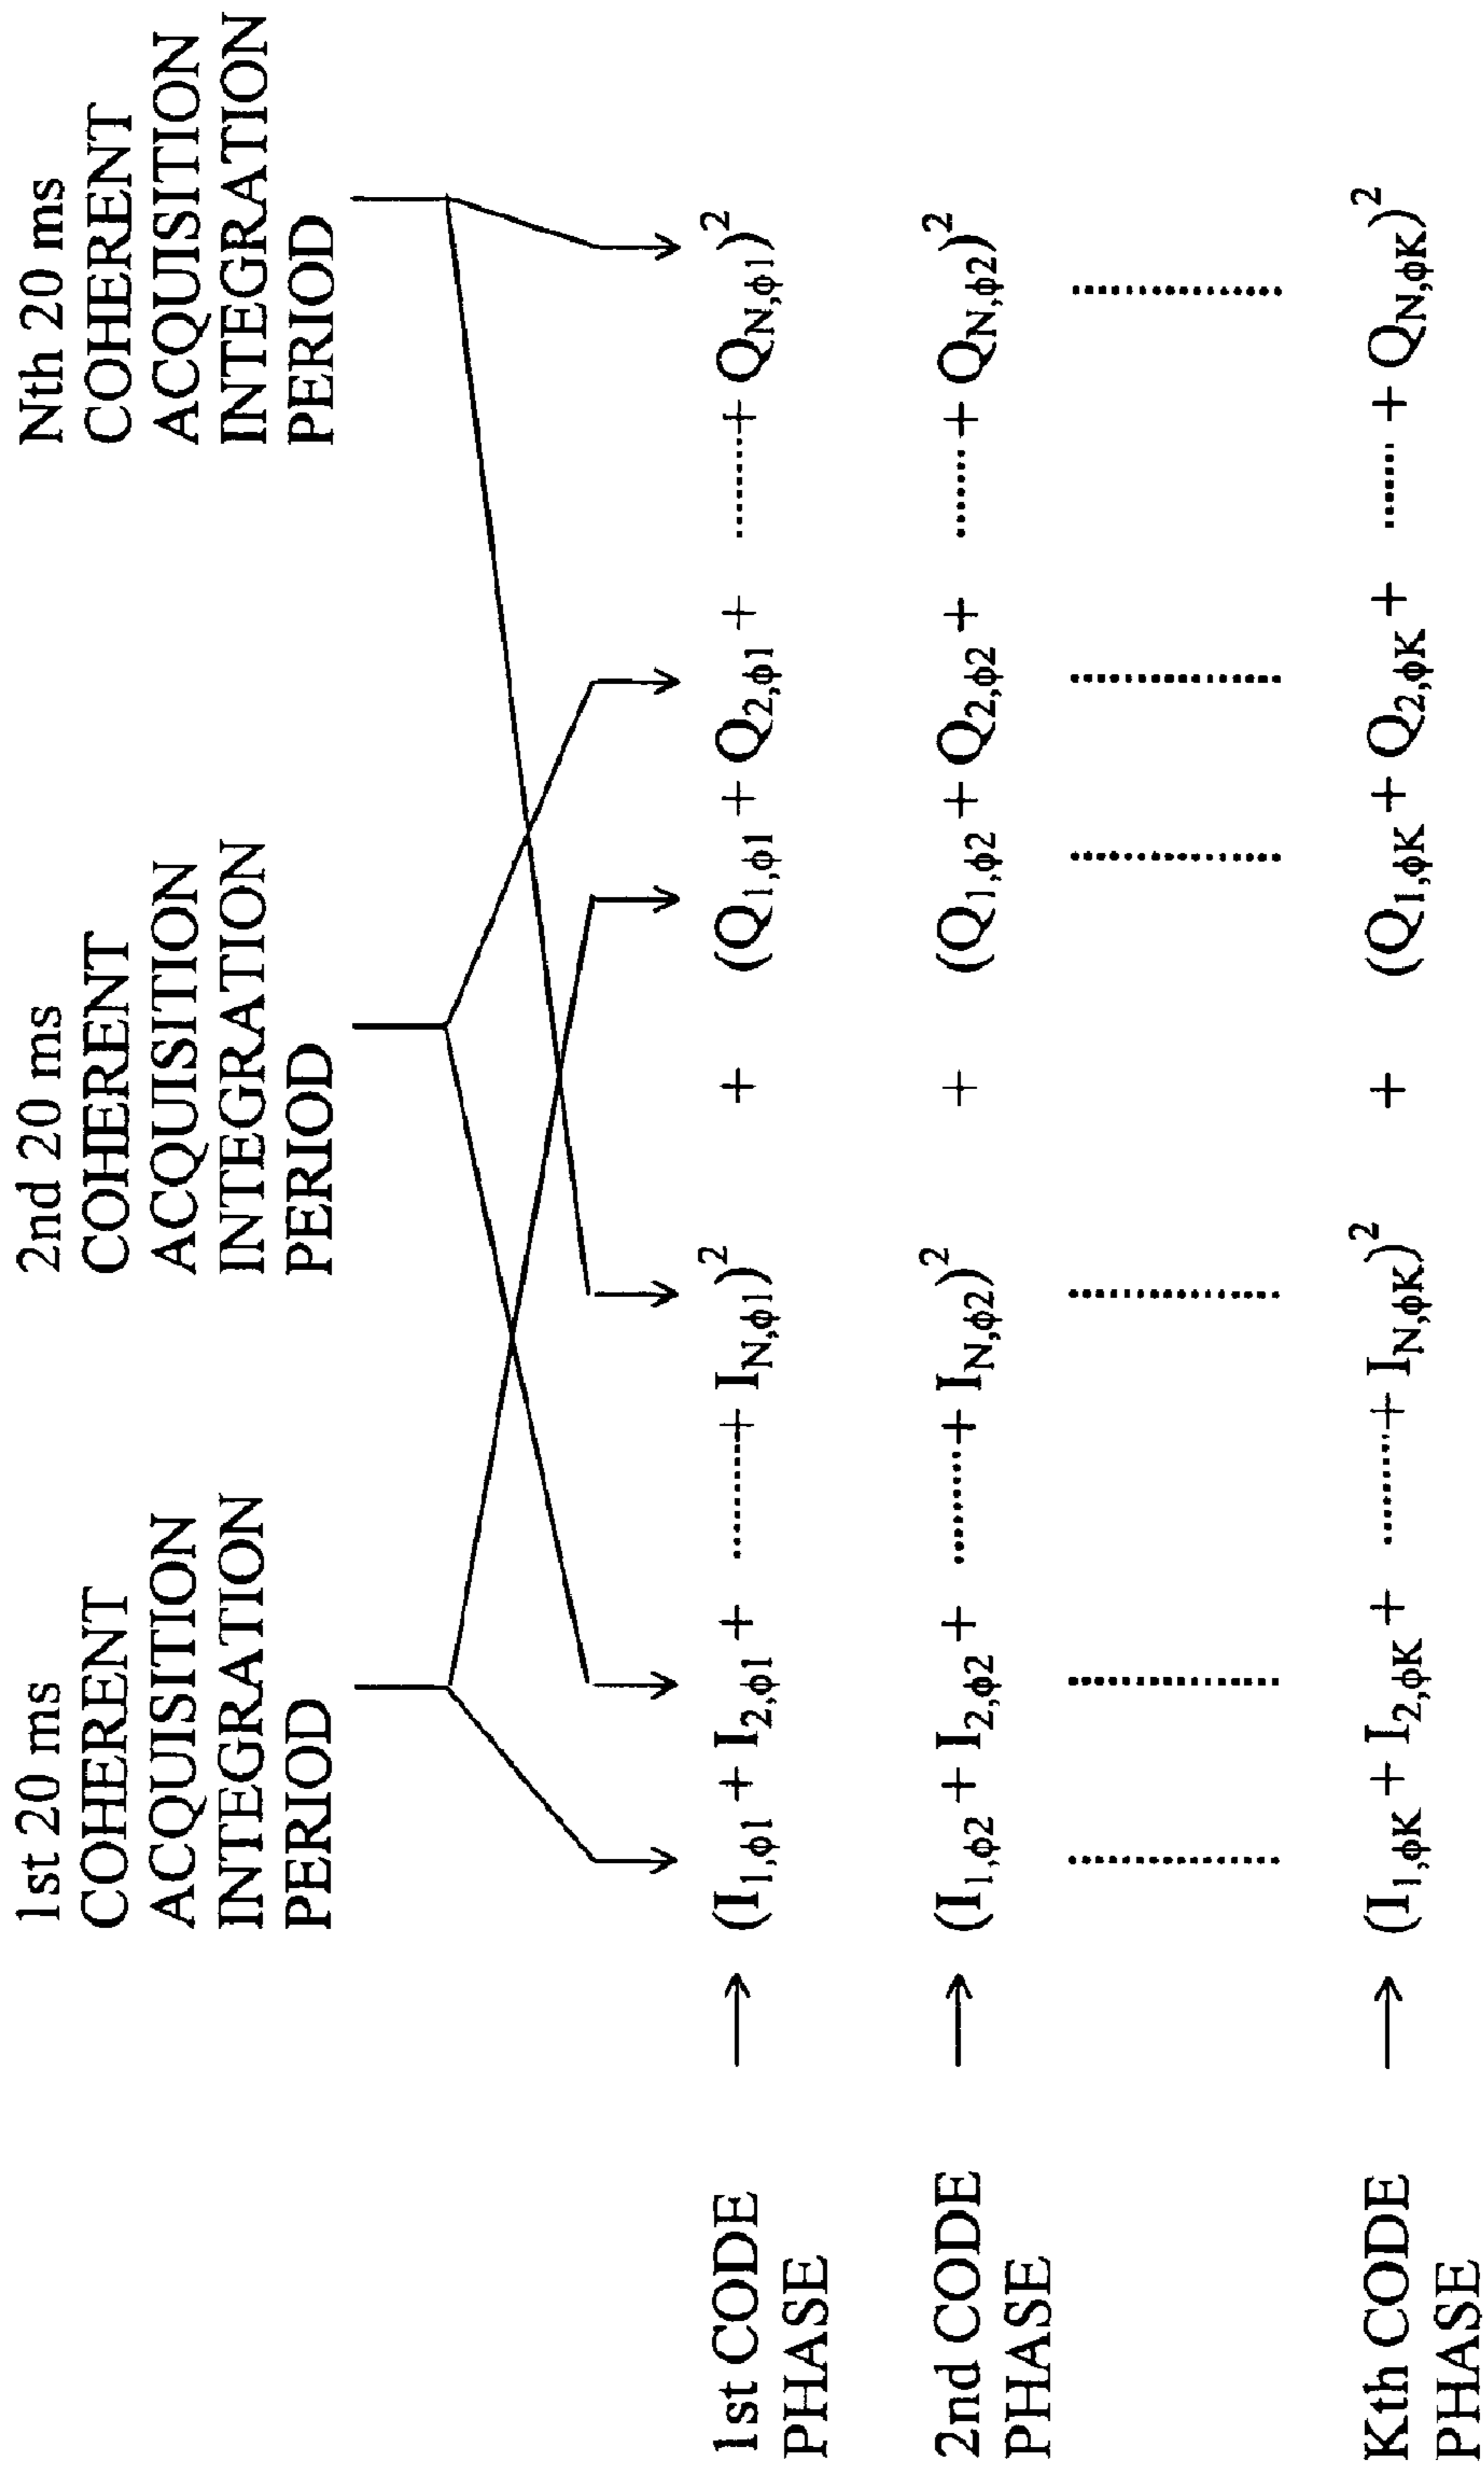 1st 20 ms
COHERENT
ACQUISITION
INTEGRATION
PERIOD
2nd 20 ms
COHERENT
ACQUISITION
INTEGRATION
PERIOD
Nth 20 ms
COHERENT
ACQUISITION
INTEGRATION
PERIOD
1st CODE
PHASE
(I1,ϕ1 + I2,ϕ1 + ........+ IN,ϕ1)² + (Q1,ϕ1 + Q2,ϕ1 + ........+ QN,ϕ1)²
2nd CODE
PHASE
(I1,ϕ2 + I2,ϕ2 + ........+ IN,ϕ2)² + (Q1,ϕ2 + Q2,ϕ2 + ........+ QN,ϕ2)²
Kth CODE
PHASE
(I1,ϕK + I2,ϕK + ........+ IN,ϕK)² + (Q1,ϕK + Q2,ϕK + ........+ QN,ϕK)²